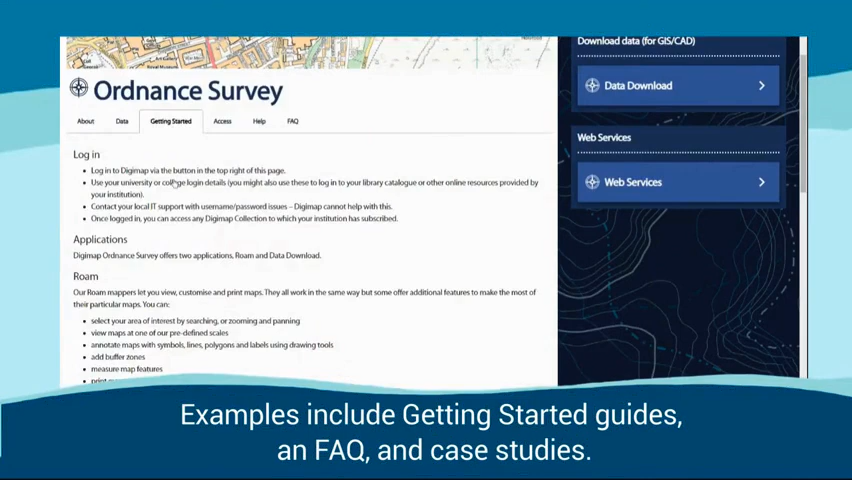 Ordnance Survey
About Data Getting Started Access Help FAQ
Log in
Log in to Digimap via the button in the top right of this page.
Use your university or college login details (you might also use these to log in to your library catalogue or other online resources provided by
your institution).
Contact your local IT support with username/password issues – Digimap cannot help with this.
Once logged in, you can access any Digimap Collection to which your institution has subscribed.
Applications
Digimap Ordnance Survey offers two applications, Roam and Data Download.
Roam
Our Roam mappers let you view, customise and print maps. They all work in the same way but some offer additional features to make the most of
their particular maps. You can:
select your area of interest by searching, or zooming and panning
view maps at one of our pre-defined scales
annotate maps with symbols, lines, polygons and labels using drawing tools
add buffer zones
measure map features
Download data (for GIS/CAD)
Data Download
Web Services
Web Services
Examples include Getting Started guides,
an FAQ, and case studies.